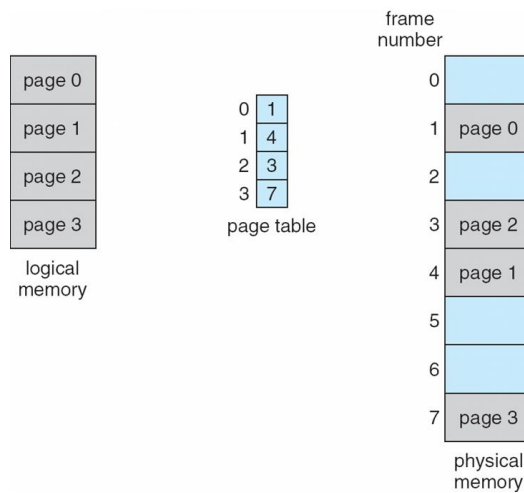 frame
number
page 0
page 1
page 2
page 3
logical
memory
0 1
1 4
2 3
3 7
page table
0
1 page 0
2
3 page 2
4 page 1
5
6
7 page 3
physical
memory